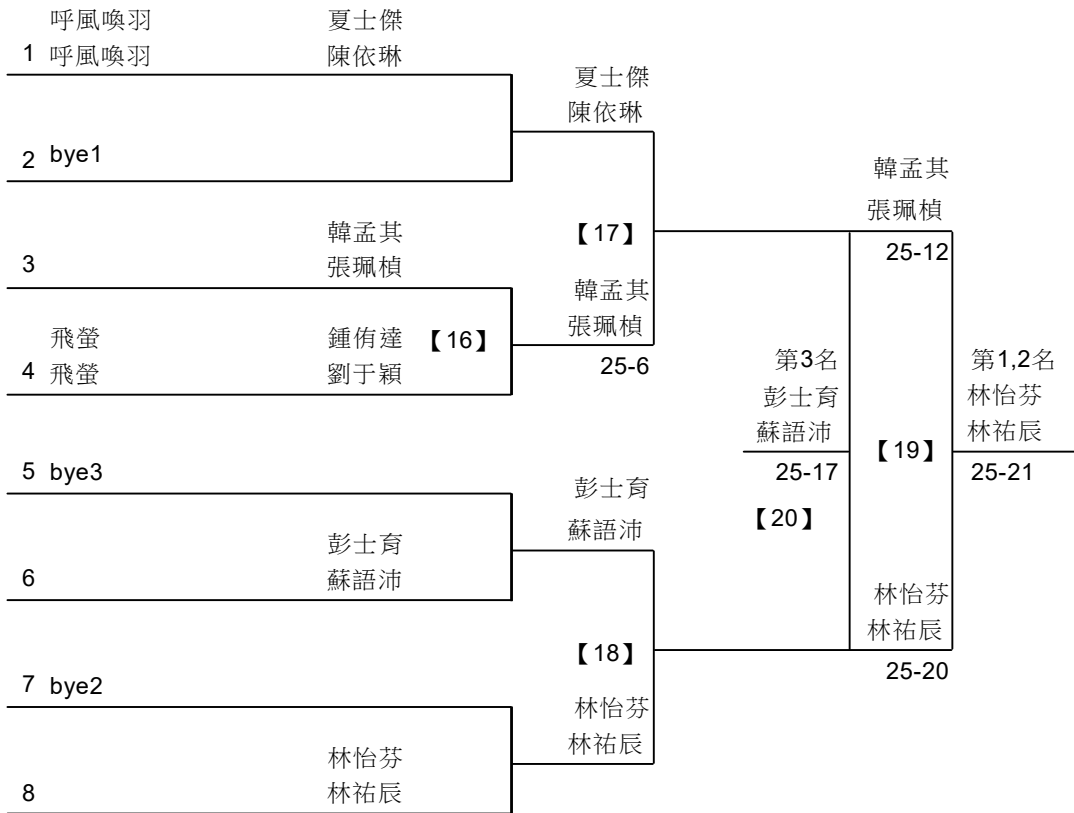 呼風喚羽 夏士傑
1 呼風喚羽 陳依琳
夏士傑
陳依琳
2 bye1
韓孟其
張珮楨
韓孟其
3 張珮楨
【17】
25-12
韓孟其
張珮楨
飛螢 鍾侑達 【16】
4 飛螢 劉于穎
25-6
第3名 第1,2名
彭士育 林怡芬
蘇語沛 林祐辰
【19】
5 bye3
25-17 25-21
彭士育
蘇語沛
【20】
彭士育
6 蘇語沛
林怡芬
林祐辰
【18】
25-20
7 bye2
林怡芬
林祐辰
林怡芬
8 林祐辰